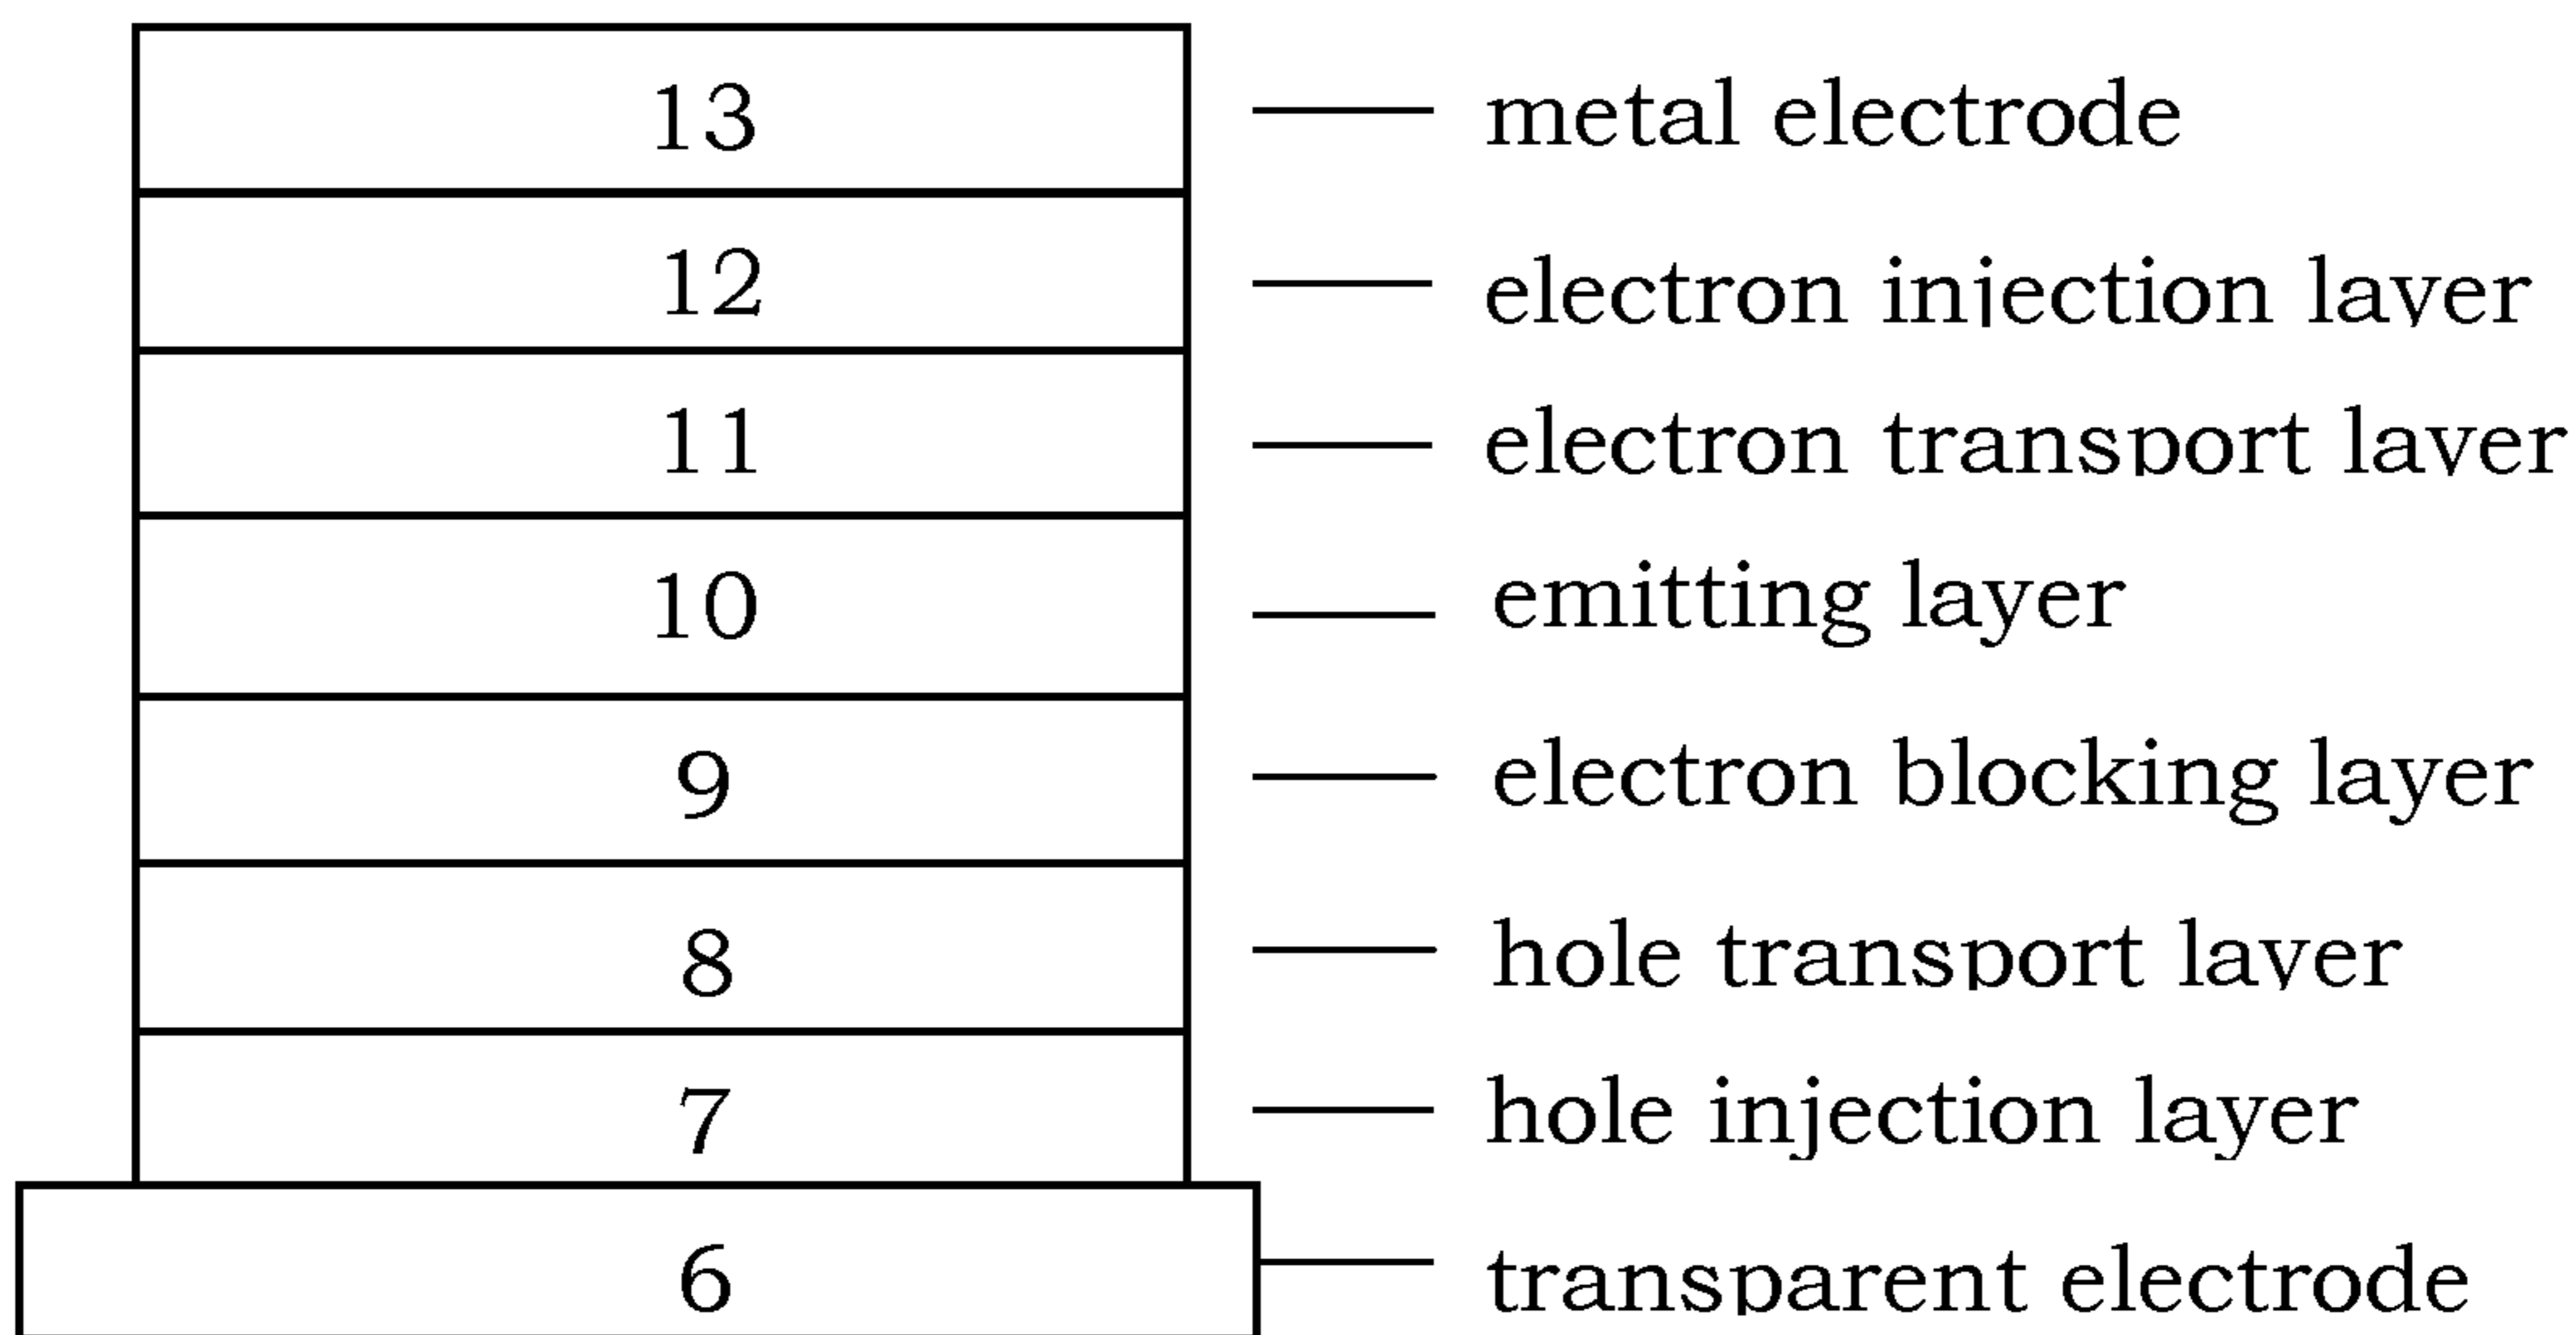 13 metal electrode
12 electron injection layer
11 electron transport layer
10 emitting layer
9 electron blocking layer
8 hole transport layer
7 hole injection layer
6 transparent electrode